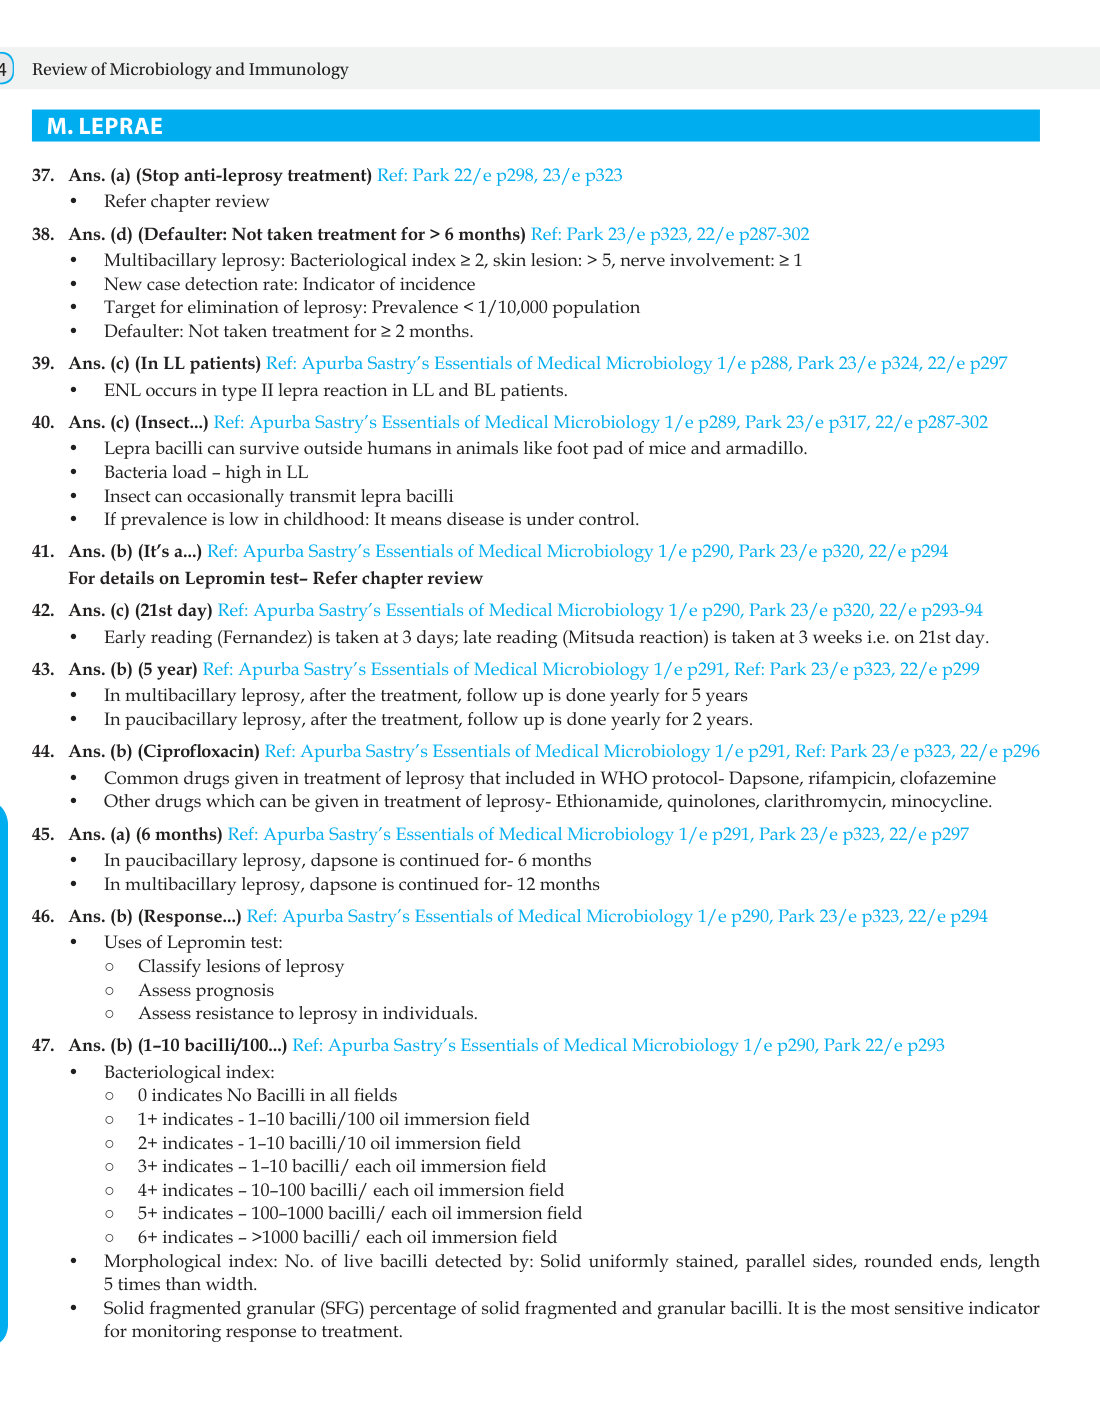 4 Review of Microbiology and Immunology
M. LEPRAE
37. Ans. (a) (Stop anti-leprosy treatment) Ref: Park 22/e p298, 23/e p323
• Refer chapter review
38. Ans. (d) (Defaulter: Not taken treatment for > 6 months) Ref: Park 23/e p323, 22/e p287-302
• Multibacillary leprosy: Bacteriological index ≥ 2, skin lesion: > 5, nerve involvement: ≥ 1
• New case detection rate: Indicator of incidence
• Target for elimination of leprosy: Prevalence < 1/10,000 population
• Defaulter: Not taken treatment for ≥ 2 months.
39. Ans. (c) (In LL patients) Ref: Apurba Sastry's Essentials of Medical Microbiology 1/e p288, Park 23/e p324, 22/e p297
• ENL occurs in type II lepra reaction in LL and BL patients.
40. Ans. (c) (Insect...) Ref: Apurba Sastry's Essentials of Medical Microbiology 1/e p289, Park 23/e p317, 22/e p287-302
• Lepra bacilli can survive outside humans in animals like foot pad of mice and armadillo.
• Bacteria load – high in LL
• Insect can occasionally transmit lepra bacilli
• If prevalence is low in childhood: It means disease is under control.
41. Ans. (b) (It's a...) Ref: Apurba Sastry's Essentials of Medical Microbiology 1/e p290, Park 23/e p320, 22/e p294
For details on Lepromin test– Refer chapter review
42. Ans. (c) (21st day) Ref: Apurba Sastry's Essentials of Medical Microbiology 1/e p290, Park 23/e p320, 22/e p293-94
• Early reading (Fernandez) is taken at 3 days; late reading (Mitsuda reaction) is taken at 3 weeks i.e. on 21st day.
43. Ans. (b) (5 year) Ref: Apurba Sastry's Essentials of Medical Microbiology 1/e p291, Ref: Park 23/e p323, 22/e p299
• In multibacillary leprosy, after the treatment, follow up is done yearly for 5 years
• In paucibacillary leprosy, after the treatment, follow up is done yearly for 2 years.
44. Ans. (b) (Ciprofloxacin) Ref: Apurba Sastry's Essentials of Medical Microbiology 1/e p291, Ref: Park 23/e p323, 22/e p296
• Common drugs given in treatment of leprosy that included in WHO protocol- Dapsone, rifampicin, clofazemine
• Other drugs which can be given in treatment of leprosy- Ethionamide, quinolones, clarithromycin, minocycline.
45. Ans. (a) (6 months) Ref: Apurba Sastry's Essentials of Medical Microbiology 1/e p291, Park 23/e p323, 22/e p297
• In paucibacillary leprosy, dapsone is continued for- 6 months
• In multibacillary leprosy, dapsone is continued for- 12 months
46. Ans. (b) (Response...) Ref: Apurba Sastry's Essentials of Medical Microbiology 1/e p290, Park 23/e p323, 22/e p294
• Uses of Lepromin test:
○ Classify lesions of leprosy
○ Assess prognosis
○ Assess resistance to leprosy in individuals.
47. Ans. (b) (1–10 bacilli/100...) Ref: Apurba Sastry's Essentials of Medical Microbiology 1/e p290, Park 22/e p293
• Bacteriological index:
○ 0 indicates No Bacilli in all fields
○ 1+ indicates - 1–10 bacilli/100 oil immersion field
○ 2+ indicates - 1–10 bacilli/10 oil immersion field
○ 3+ indicates – 1–10 bacilli/ each oil immersion field
○ 4+ indicates – 10–100 bacilli/ each oil immersion field
○ 5+ indicates – 100–1000 bacilli/ each oil immersion field
○ 6+ indicates – >1000 bacilli/ each oil immersion field
• Morphological index: No. of live bacilli detected by: Solid uniformly stained, parallel sides, rounded ends, length
5 times than width.
• Solid fragmented granular (SFG) percentage of solid fragmented and granular bacilli. It is the most sensitive indicator
for monitoring response to treatment.